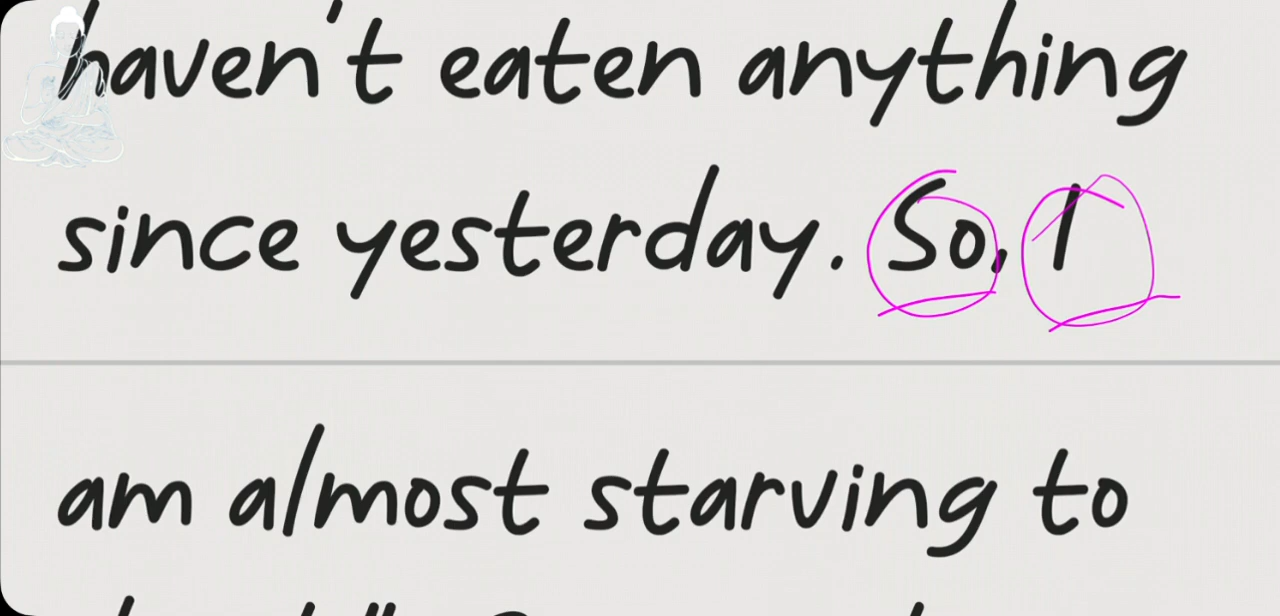 haven't eaten anything
since yesterday. So, I
am almost starving to